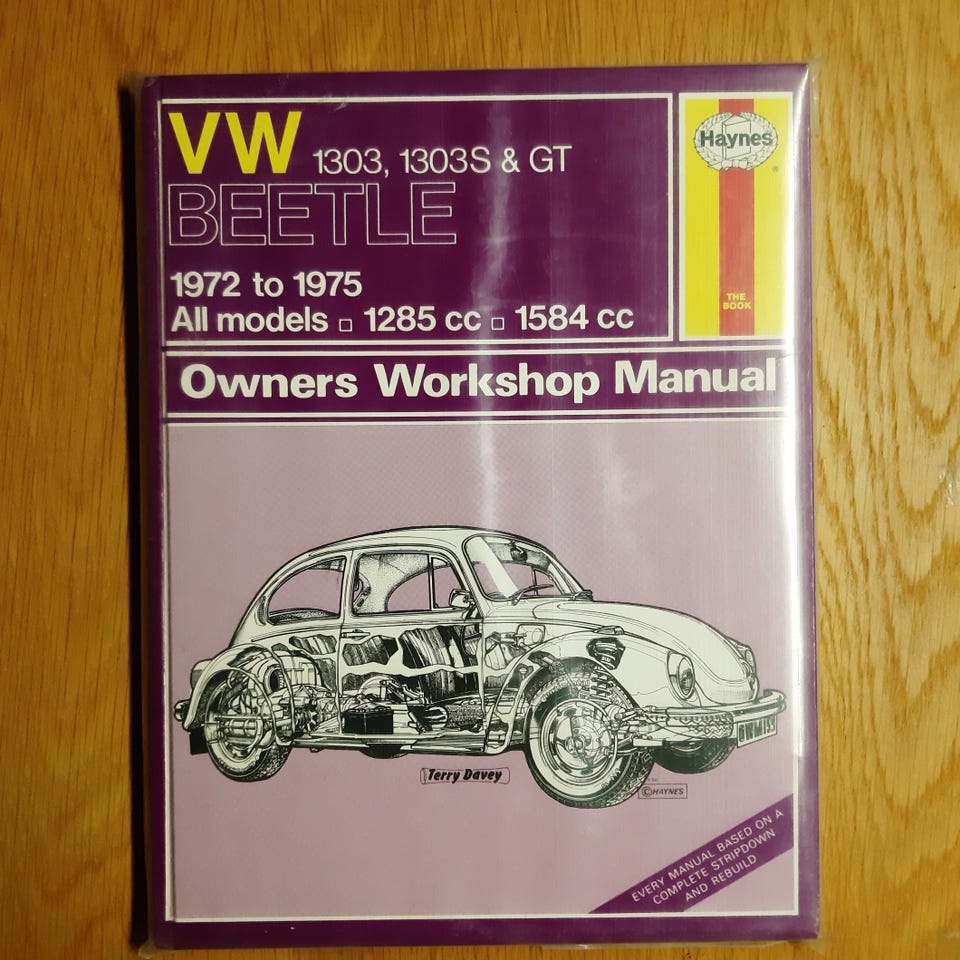 VW 1303, 1303S & GT
BEETLE
1972 to 1975
All models □ 1285 cc □ 1584 cc
Haynes
®
THE
BOOK
Owners Workshop Manual
Terry Davey
© HAYNES
EVERY MANUAL BASED ON A
COMPLETE STRIPDOWN
AND REBUILD